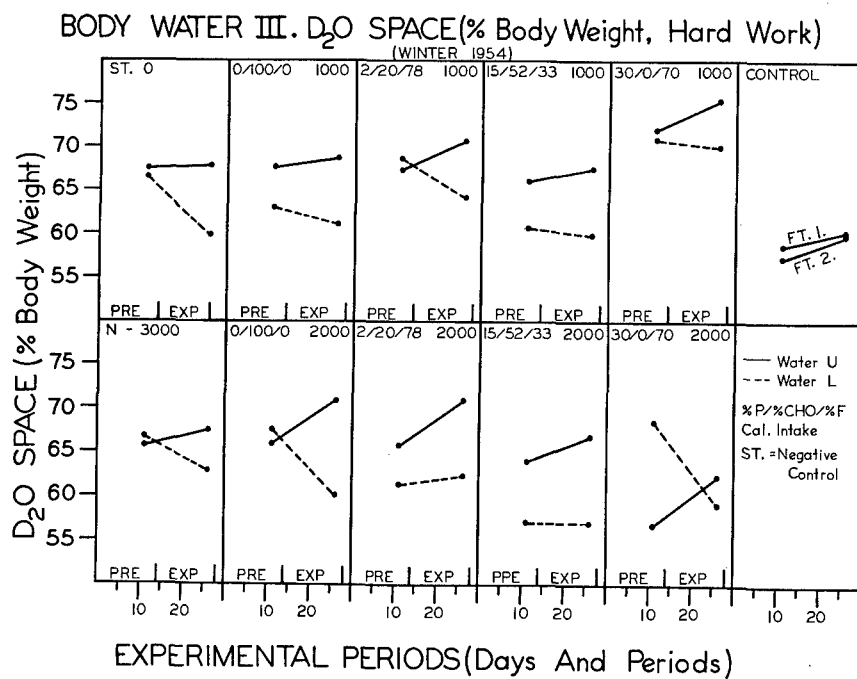 BODY WATER III. D₂O SPACE (% Body Weight, Hard Work)
(WINTER 1954)
D₂O SPACE (% Body Weight)
ST. 0
0/100/0 1000
2/20/78 1000
15/52/33 1000
30/0/70 1000
CONTROL
75
70
65
60
55
FT. 1.
FT. 2.
PRE EXP PRE EXP PRE EXP PRE EXP PRE EXP
N - 3000
0/100/0 2000
2/20/78 2000
15/52/33 2000
30/0/70 2000
75
70
65
60
55
Water U
Water L
%P/%CHO/%F
Cal. Intake
ST. =Negative
Control
PRE EXP PRE EXP PRE EXP PPE EXP PRE EXP
10 20 10 20 10 20 10 20 10 20 10 20
EXPERIMENTAL PERIODS (Days And Periods)